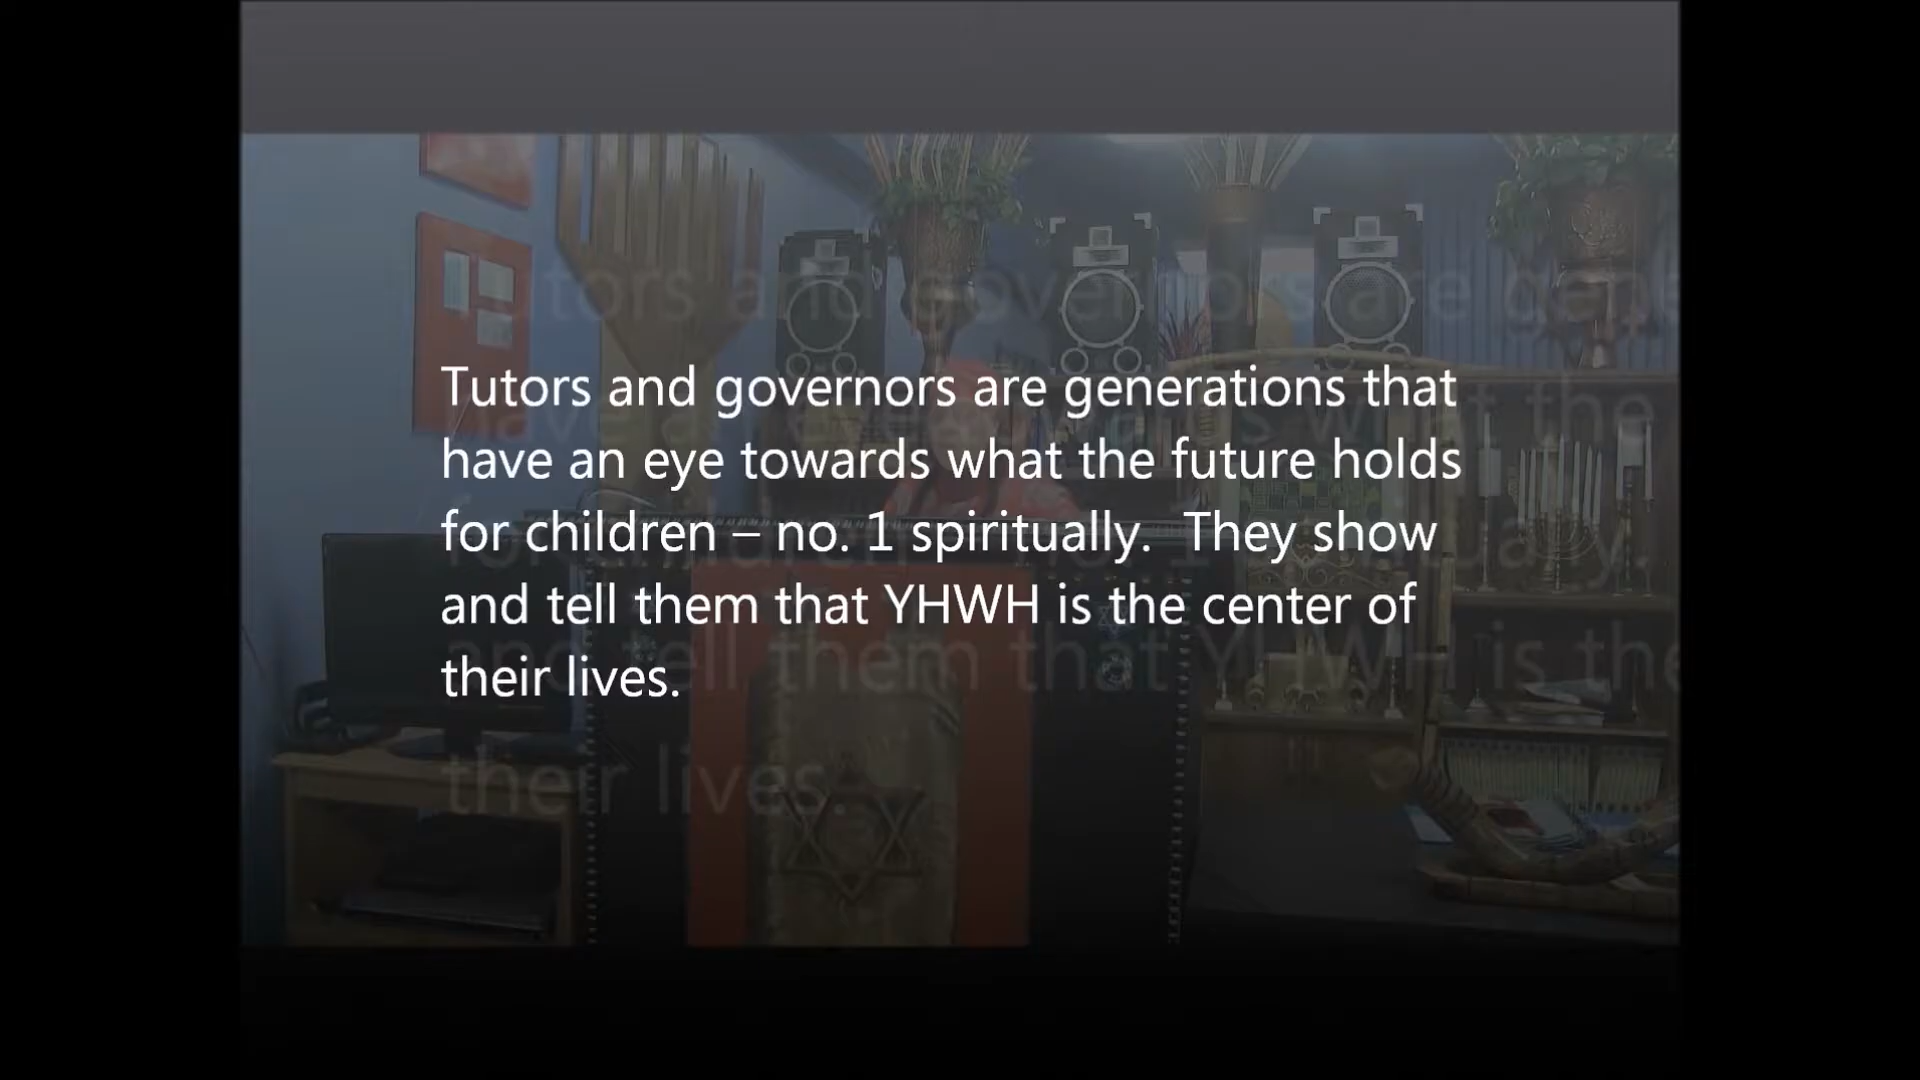 Tutors and governors are generations that
have an eye towards what the future holds
for children – no. 1 spiritually.  They show
and tell them that YHWH is the center of
their lives.